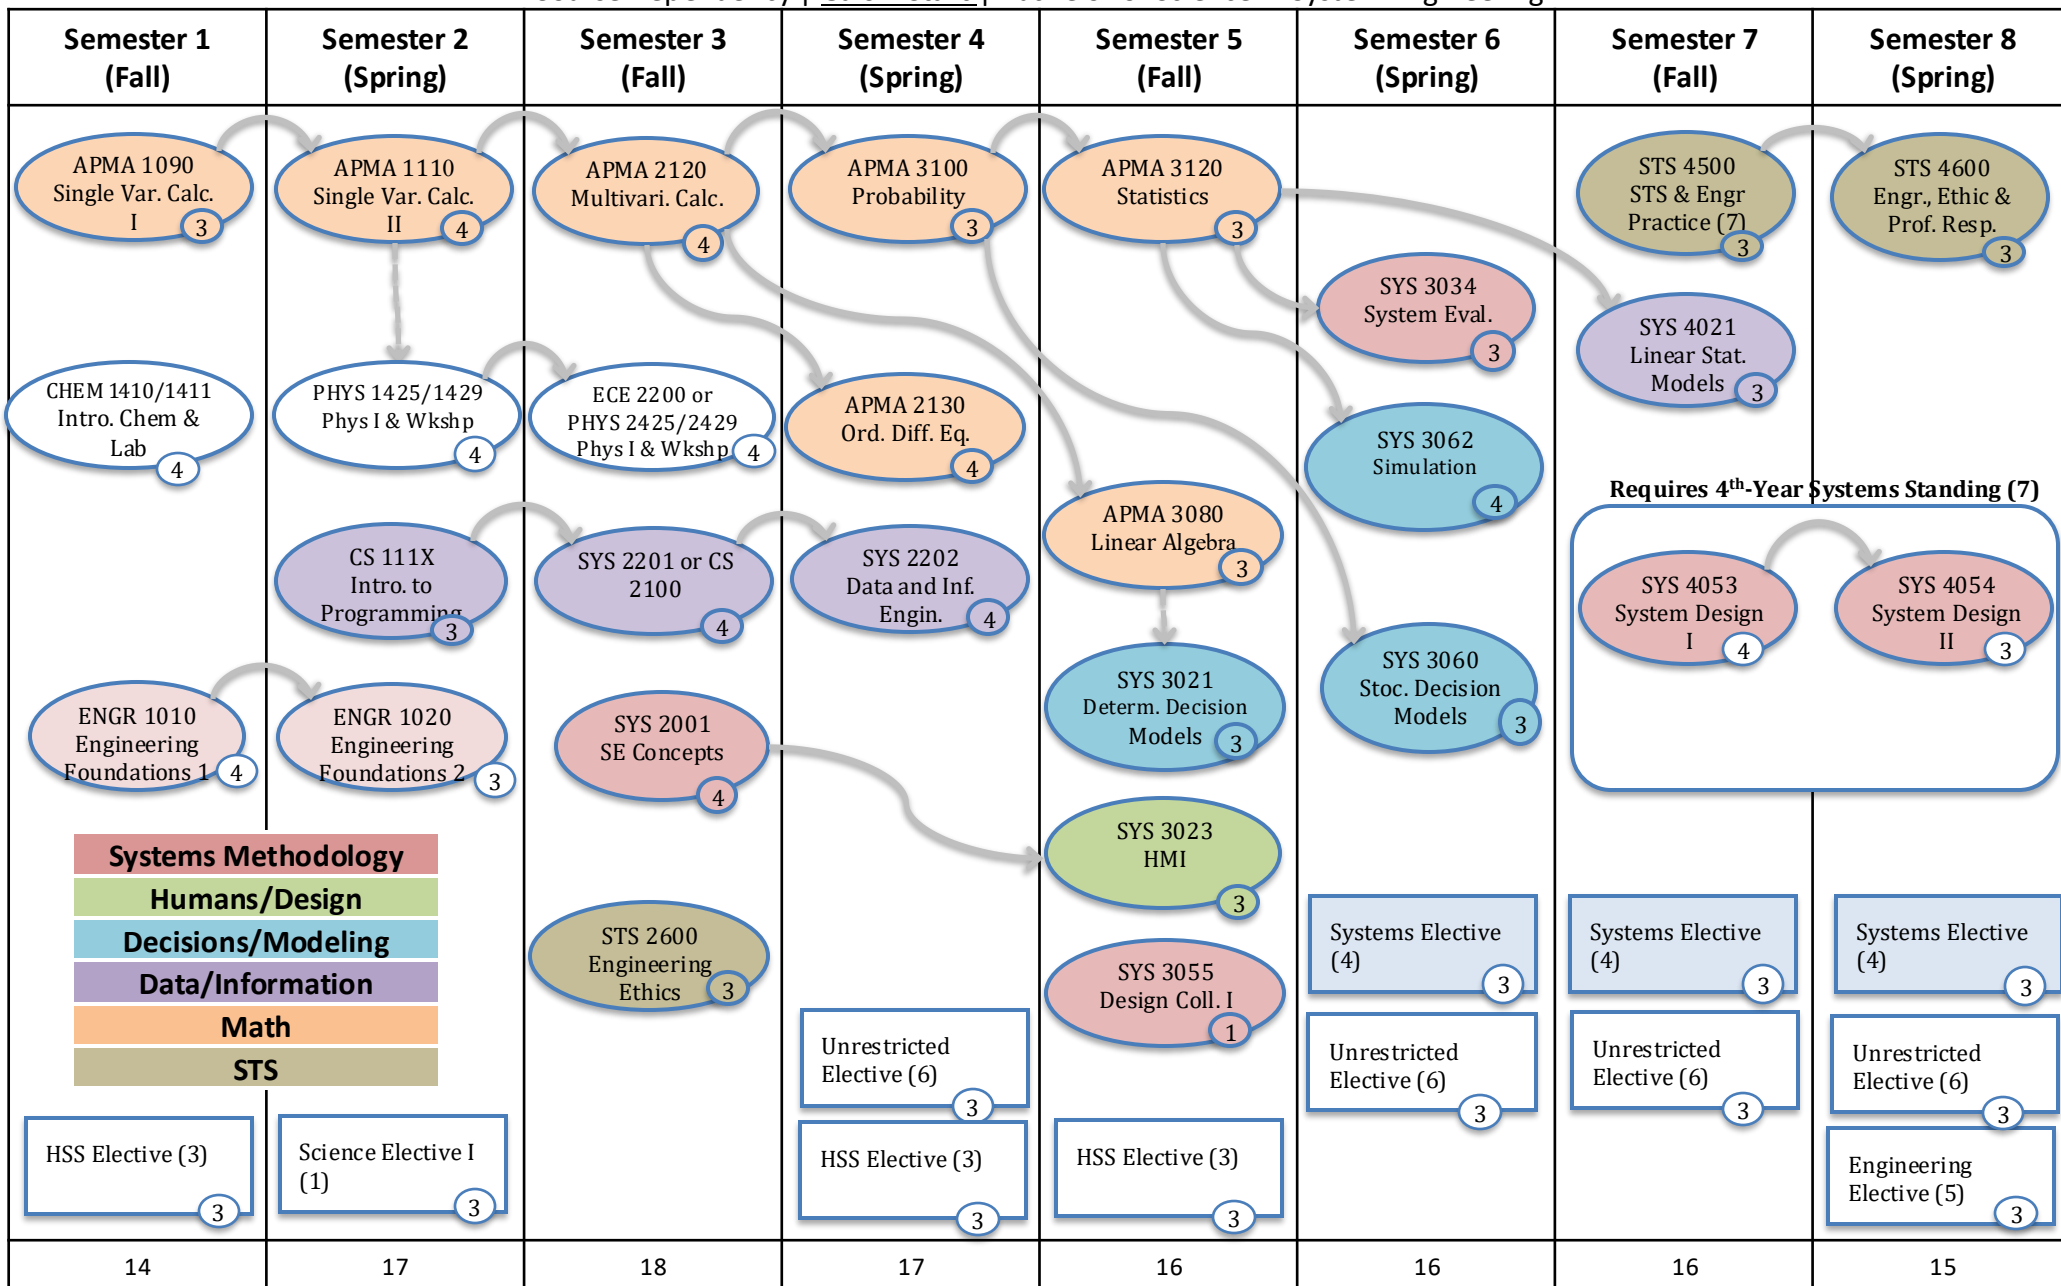 Semester 1
(Fall)
Semester 2
(Spring)
Semester 3
(Fall)
Semester 4
(Spring)
Semester 5
(Fall)
Semester 6
(Spring)
Semester 7
(Fall)
Semester 8
(Spring)
APMA 1090
Single Var. Calc.
I
3
APMA 1110
Single Var. Calc.
II
4
APMA 2120
Multivari. Calc.
4
APMA 3100
Probability
3
APMA 3120
Statistics
3
STS 4500
STS & Engr
Practice (7)
3
STS 4600
Engr., Ethic &
Prof. Resp.
3
SYS 3034
System Eval.
3
SYS 4021
Linear Stat.
Models
3
CHEM 1410/1411
Intro. Chem &
Lab
4
PHYS 1425/1429
Phys I & Wkshp
4
ECE 2200 or
PHYS 2425/2429
Phys I & Wkshp
4
APMA 2130
Ord. Diff. Eq.
4
SYS 3062
Simulation
4
Requires 4th-Year Systems Standing (7)
APMA 3080
Linear Algebra
3
CS 111X
Intro. to
Programming
3
SYS 2201 or CS
2100
4
SYS 2202
Data and Inf.
Engin.
4
SYS 4053
System Design
I
4
SYS 4054
System Design
II
3
ENGR 1010
Engineering
Foundations 1
4
ENGR 1020
Engineering
Foundations 2
3
SYS 2001
SE Concepts
4
SYS 3021
Determ. Decision
Models
3
SYS 3060
Stoc. Decision
Models
3
SYS 3023
HMI
3
Systems Methodology
Humans/Design
Decisions/Modeling
Data/Information
Math
STS
STS 2600
Engineering
Ethics
3
SYS 3055
Design Coll. I
1
Systems Elective
(4)
3
Systems Elective
(4)
3
Systems Elective
(4)
3
Unrestricted
Elective (6)
3
Unrestricted
Elective (6)
3
Unrestricted
Elective (6)
3
Unrestricted
Elective (6)
3
HSS Elective (3)
3
Science Elective I
(1)
3
HSS Elective (3)
3
HSS Elective (3)
3
Engineering
Elective (5)
3
14
17
18
17
16
16
16
15